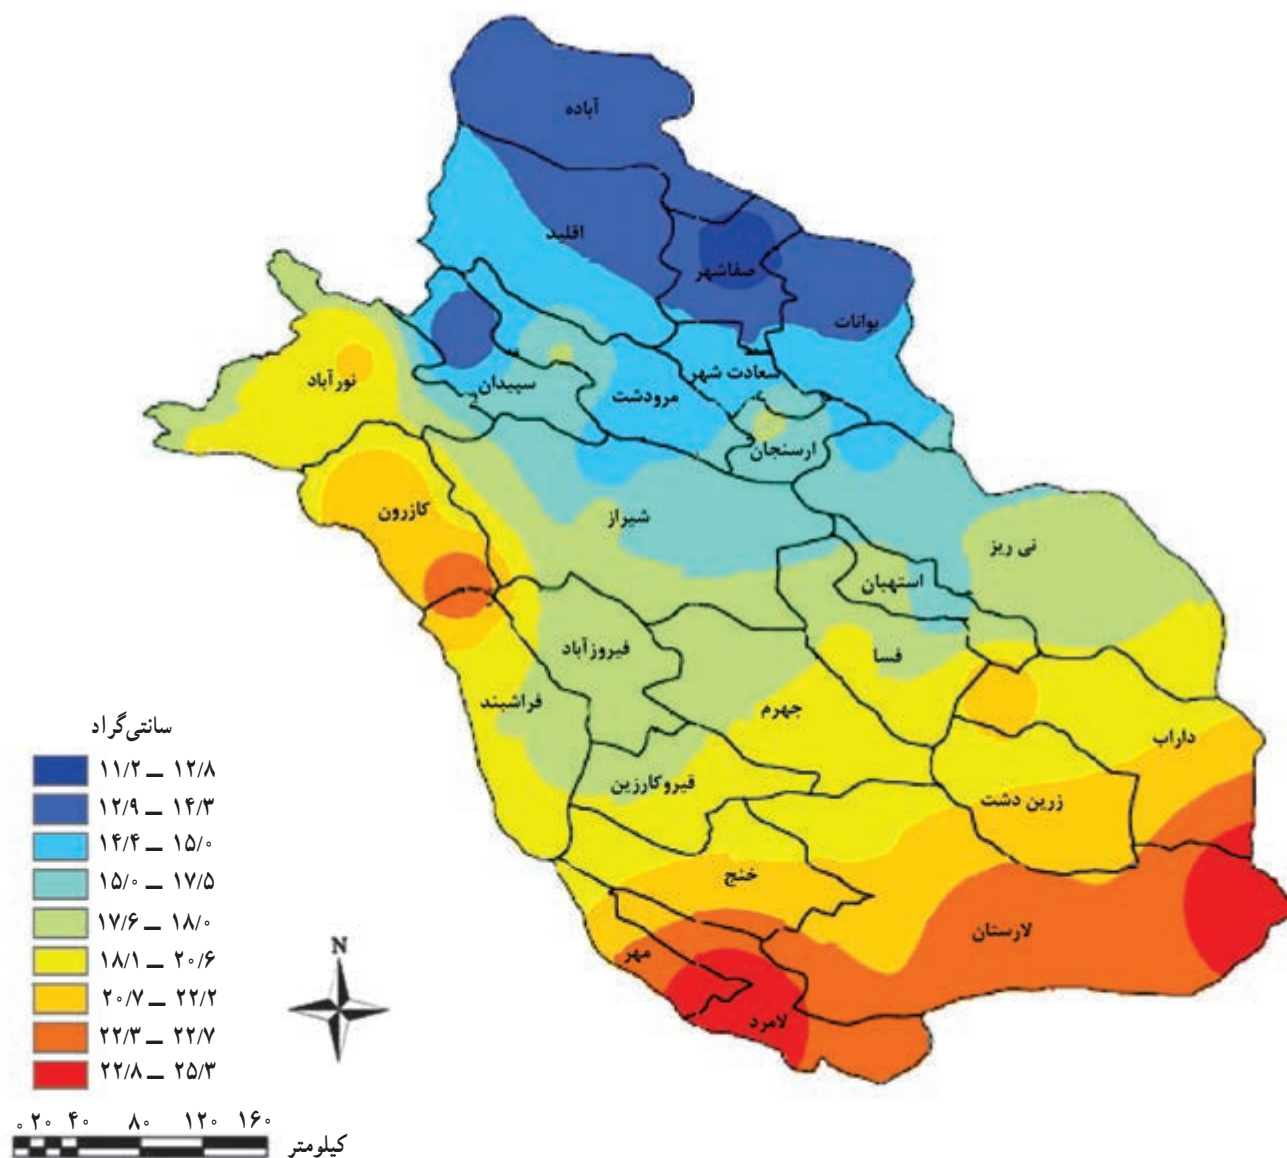 آباده
اقلید
صفاشهر
بوانات
سعادت شهر
نورآباد
سپیدان
مرودشت
ارسنجان
کازرون
شیراز
نی ریز
استهبان
فیروزآباد
فسا
فراشبند
جهرم
داراب
قیروکارزین
زرین دشت
خنج
لارستان
مهر
لامرد
سانتی‌گراد
۱۱/۲ – ۱۲/۸
۱۲/۹ – ۱۴/۳
۱۴/۴ – ۱۵/۰
۱۵/۰ – ۱۷/۵
۱۷/۶ – ۱۸/۰
۱۸/۱ – ۲۰/۶
۲۰/۷ – ۲۲/۲
۲۲/۳ – ۲۲/۷
۲۲/۸ – ۲۵/۳
N
۰ ۲۰ ۴۰ ۸۰ ۱۲۰ ۱۶۰
کیلومتر